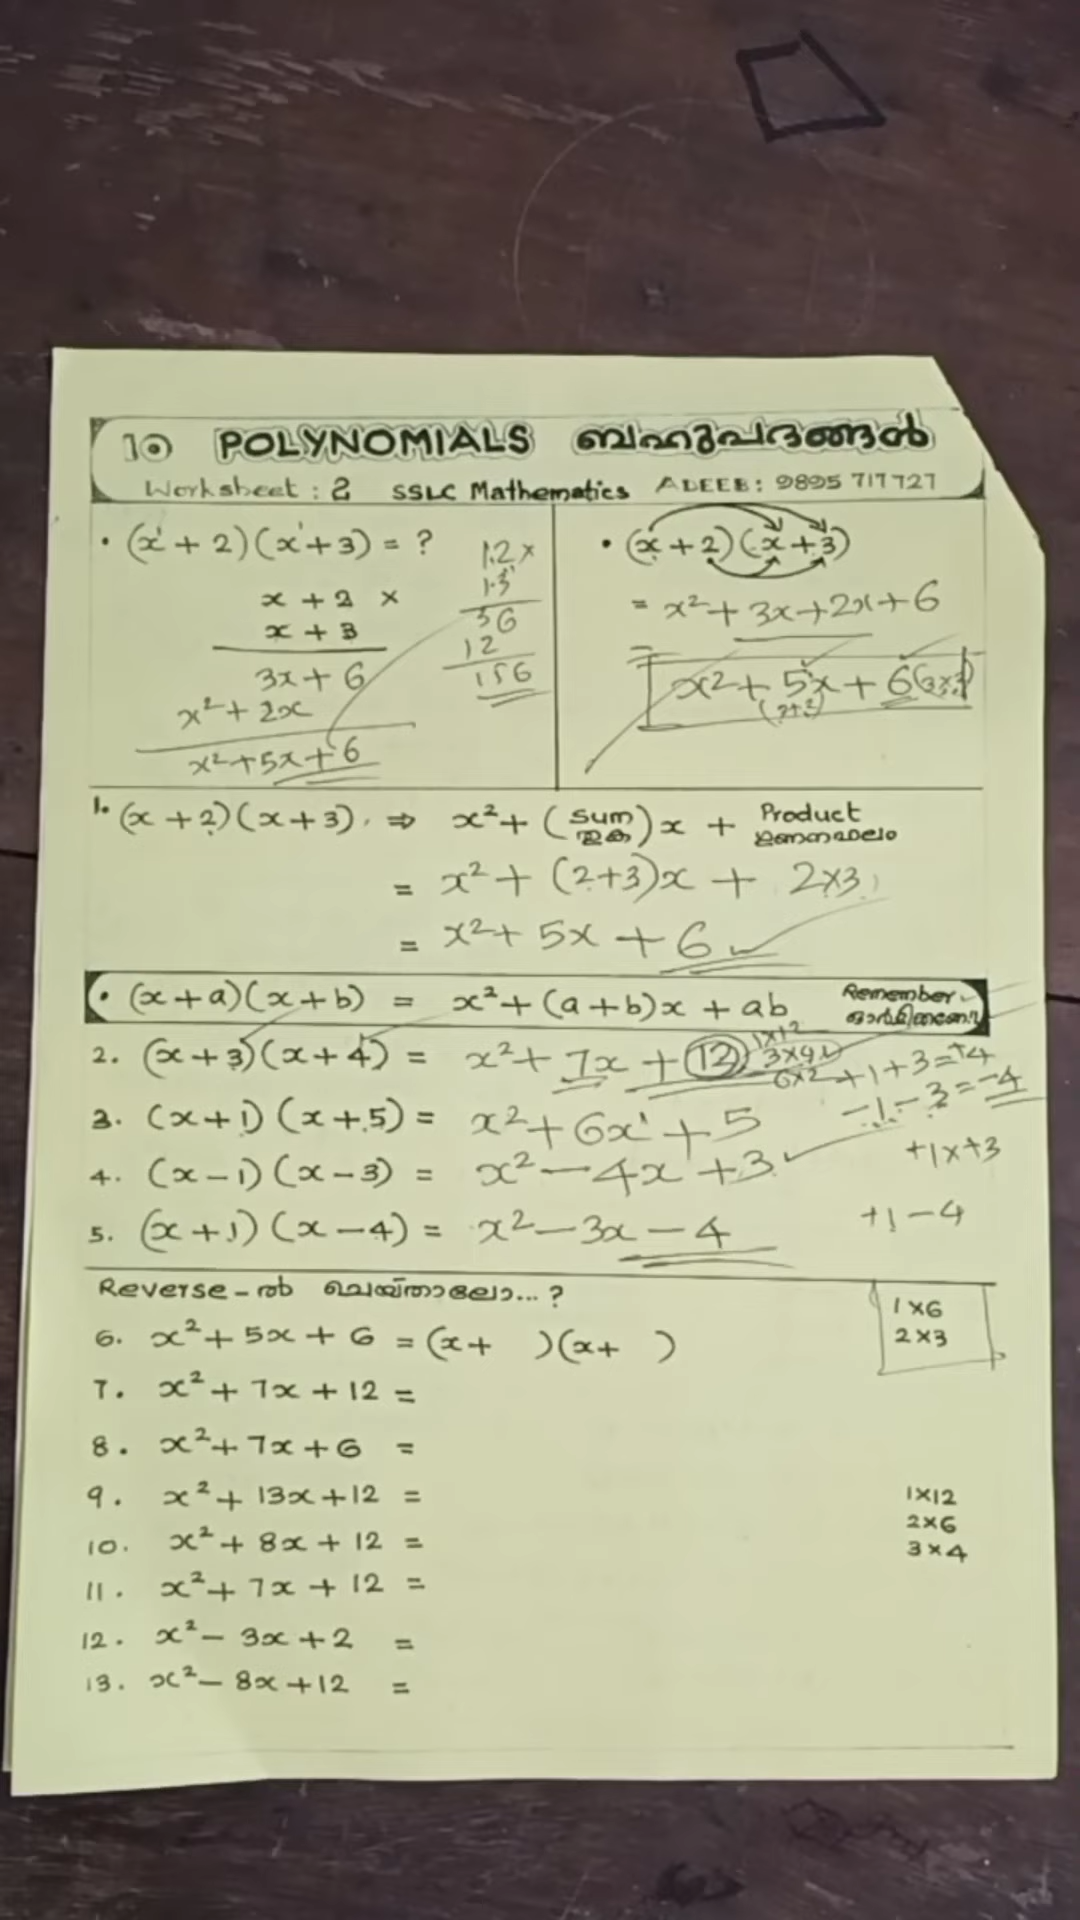 10 POLYNOMIALS ബഹുപദങ്ങൾ
Worksheet : 2 SSLC Mathematics ADEEB: 9895 717727
• (x + 2)(x + 3) = ?
x + 2 ×
x + 3
3x + 6
x² + 2x
x² + 5x + 6
12 ×
13
36
12
156
• (x + 2)(x + 3)
= x² + 3x + 2x + 6
= x² + 5x + 6
1. (x + 2)(x + 3) ⇒ x² + (Sum തുക)x + Product ഗുണനഫലം
= x² + (2+3)x + 2×3
= x² + 5x + 6
• (x + a)(x + b) = x² + (a + b)x + ab Remember
2. (x + 3)(x + 4) = x² + 7x + 12
1×12
3×4
6×2
+1+3=+4
-1-3=-4
3. (x + 1)(x + 5) = x² + 6x + 5
+1×+3
4. (x - 1)(x - 3) = x² - 4x + 3
5. (x + 1)(x - 4) = x² - 3x - 4
+1-4
Reverse-ൽ ചെയ്താലോ...?
6. x² + 5x + 6 = (x + )(x + )
1×6
2×3
7. x² + 7x + 12 =
8. x² + 7x + 6 =
9. x² + 13x + 12 =
10. x² + 8x + 12 =
11. x² + 7x + 12 =
1×12
2×6
3×4
12. x² - 3x + 2 =
13. x² - 8x + 12 =